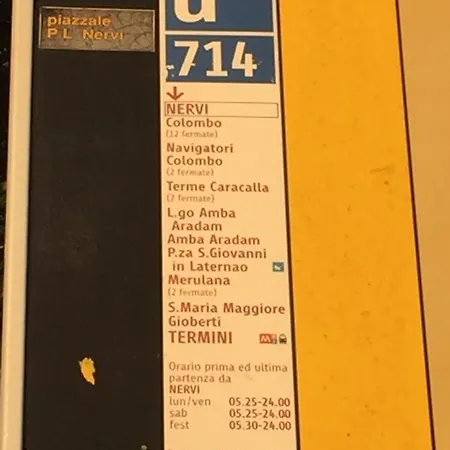 piazzale
P L Nervi
u
714
NERVI
Colombo
(12 fermate)
Navigatori
Colombo
(2 fermate)
Terme Caracalla
(2 fermate)
L.go Amba
Aradam
Amba Aradam
P.za S.Giovanni
in Laternao
Merulana
(2 fermate)
S.Maria Maggiore
Gioberti
TERMINI M
Orario prima ed ultima
partenza da
NERVI
lun/ven 05.25-24.00
sab 05.25-24.00
fest 05.30-24.00